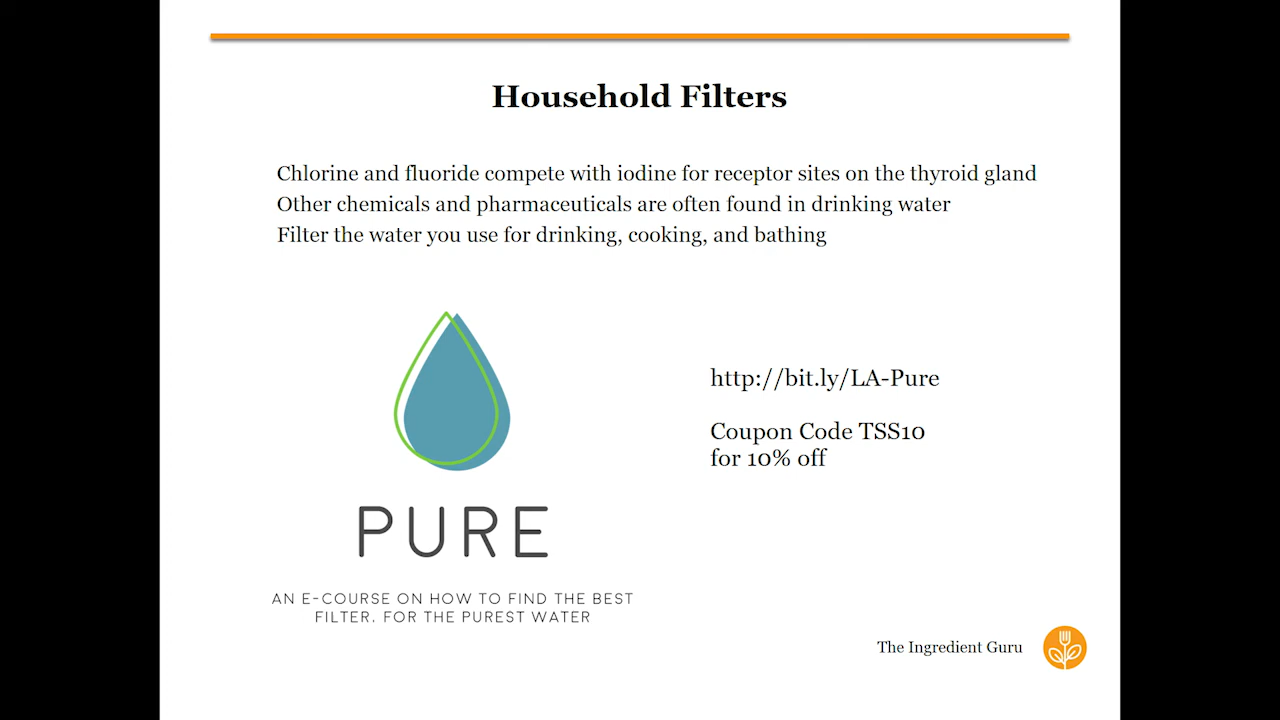 Household Filters
Chlorine and fluoride compete with iodine for receptor sites on the thyroid gland
Other chemicals and pharmaceuticals are often found in drinking water
Filter the water you use for drinking, cooking, and bathing
http://bit.ly/LA-Pure
Coupon Code TSS10
for 10% off
PURE
AN E-COURSE ON HOW TO FIND THE BEST
FILTER. FOR THE PUREST WATER
The Ingredient Guru